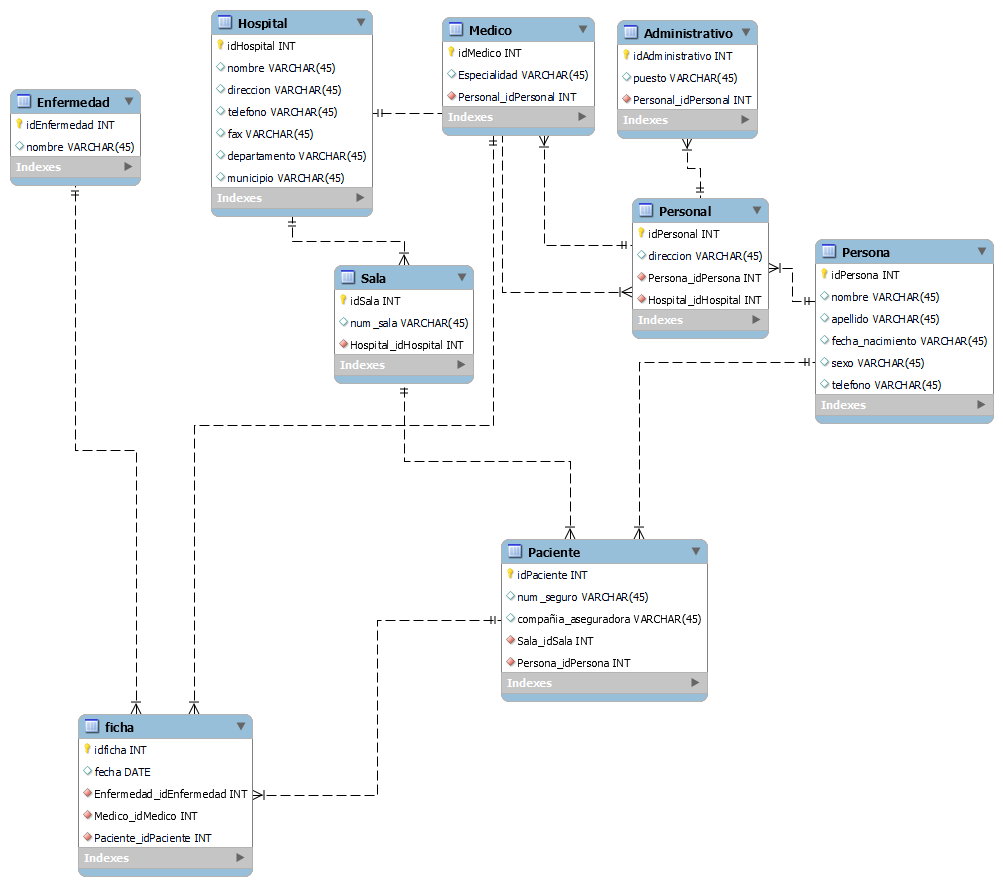 Enfermedad
idEnfermedad INT
nombre VARCHAR(45)
Indexes
Hospital
idHospital INT
nombre VARCHAR(45)
direccion VARCHAR(45)
telefono VARCHAR(45)
fax VARCHAR(45)
departamento VARCHAR(45)
municipio VARCHAR(45)
Indexes
Medico
idMedico INT
Especialidad VARCHAR(45)
Personal_idPersonal INT
Indexes
Administrativo
idAdministrativo INT
puesto VARCHAR(45)
Personal_idPersonal INT
Indexes
Personal
idPersonal INT
direccion VARCHAR(45)
Persona_idPersona INT
Hospital_idHospital INT
Indexes
Persona
idPersona INT
nombre VARCHAR(45)
apellido VARCHAR(45)
fecha_nacimiento VARCHAR(45)
sexo VARCHAR(45)
telefono VARCHAR(45)
Indexes
Sala
idSala INT
num_sala VARCHAR(45)
Hospital_idHospital INT
Indexes
Paciente
idPaciente INT
num_seguro VARCHAR(45)
compañia_aseguradora VARCHAR(45)
Sala_idSala INT
Persona_idPersona INT
Indexes
ficha
idficha INT
fecha DATE
Enfermedad_idEnfermedad INT
Medico_idMedico INT
Paciente_idPaciente INT
Indexes